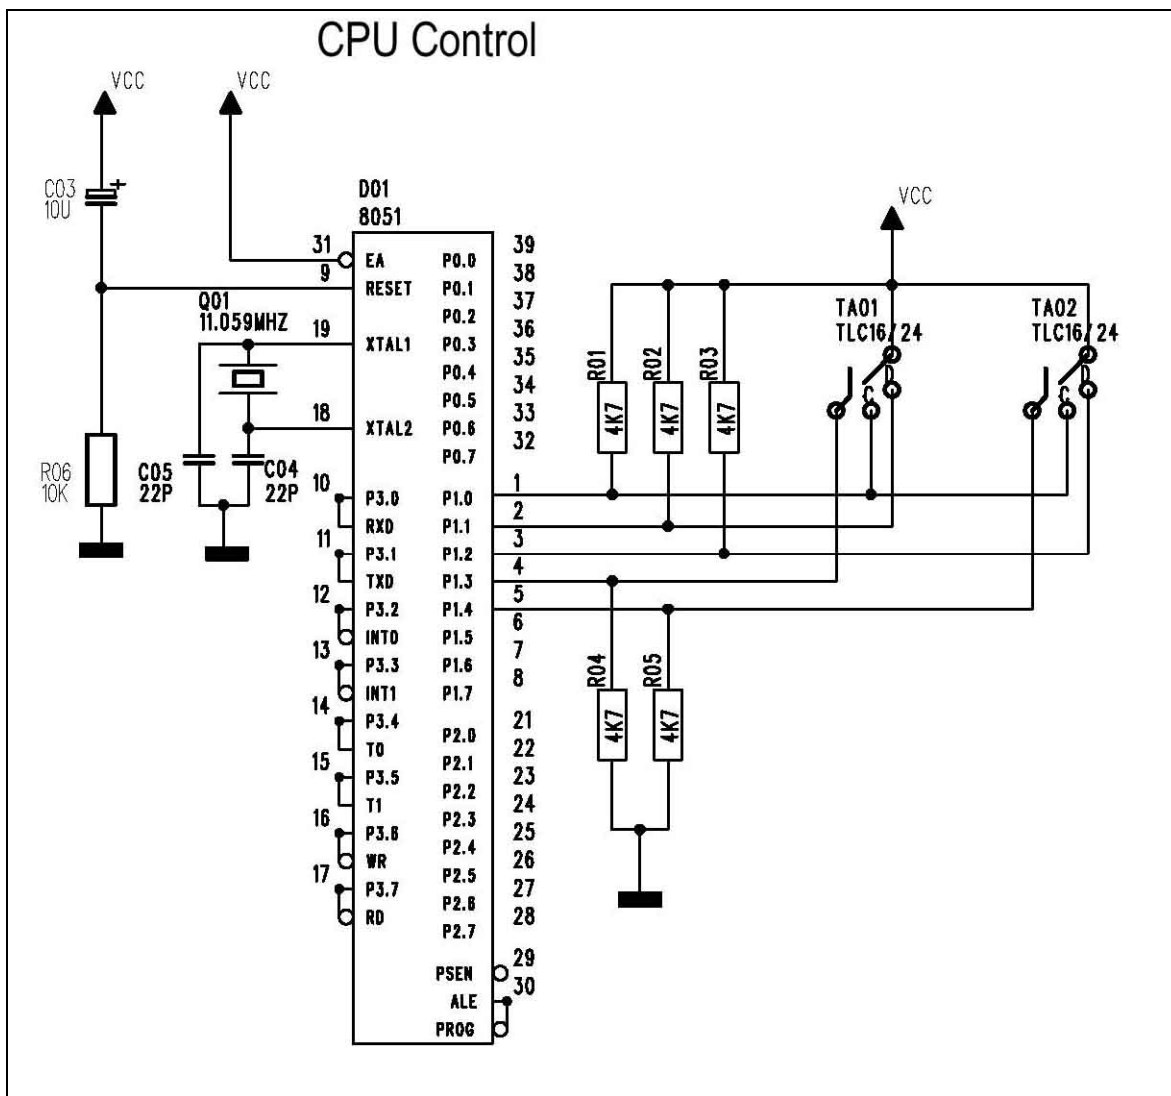 CPU Control
VCC
VCC
C03
10U
+
D01
8051
VCC
31
EA
P0.0
39
9
RESET
P0.1
38
P0.2
37
Q01
11.059MHZ
19
XTAL1
P0.3
36
P0.4
35
P0.5
34
18
XTAL2
P0.6
33
P0.7
32
TA01
TLC16/24
TA02
TLC16/24
R01
4K7
R02
4K7
R03
4K7
C
D
C
D
R06
10K
C05
22P
C04
22P
10
P3.0
P1.0
1
RXD
P1.1
2
11
P3.1
P1.2
3
TXD
P1.3
4
12
P3.2
P1.4
5
INT0
P1.5
6
13
P3.3
P1.6
7
INT1
P1.7
8
14
P3.4
P2.0
21
T0
P2.1
22
15
P3.5
P2.2
23
T1
P2.3
24
16
P3.6
P2.4
25
WR
P2.5
26
17
P3.7
P2.6
27
RD
P2.7
28
R04
4K7
R05
4K7
PSEN
29
ALE
30
PROG